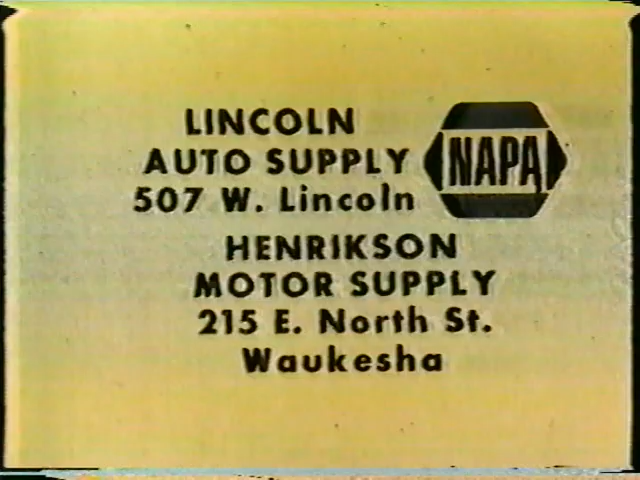 LINCOLN
AUTO SUPPLY
507 W. Lincoln
NAPA
HENRIKSON
MOTOR SUPPLY
215 E. North St.
Waukesha